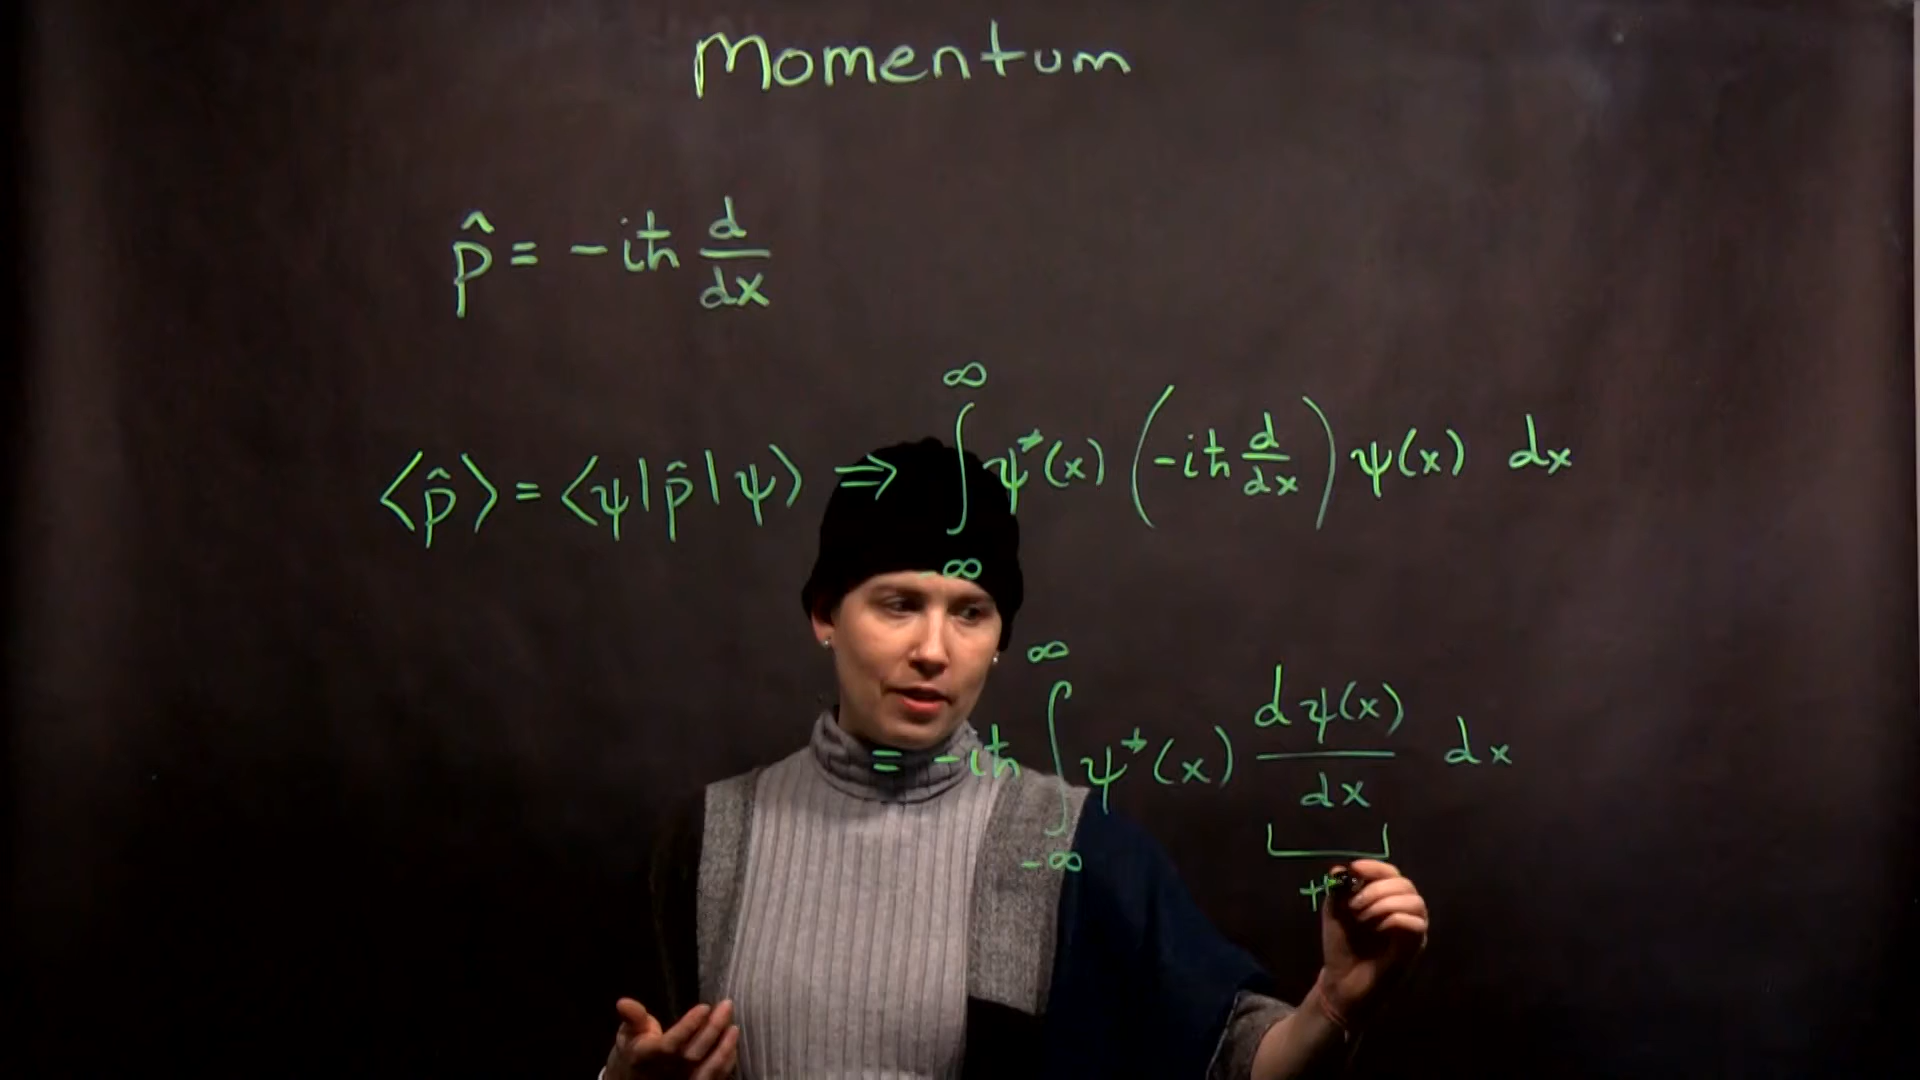 Momentum
p̂ = -iħ d/dx
⟨p̂⟩ = ⟨ψ|p̂|ψ⟩ ⇒ ∫_{-∞}^{∞} ψ*(x) (-iħ d/dx) ψ(x) dx
= -iħ ∫_{-∞}^{∞} ψ*(x) dψ(x)/dx dx